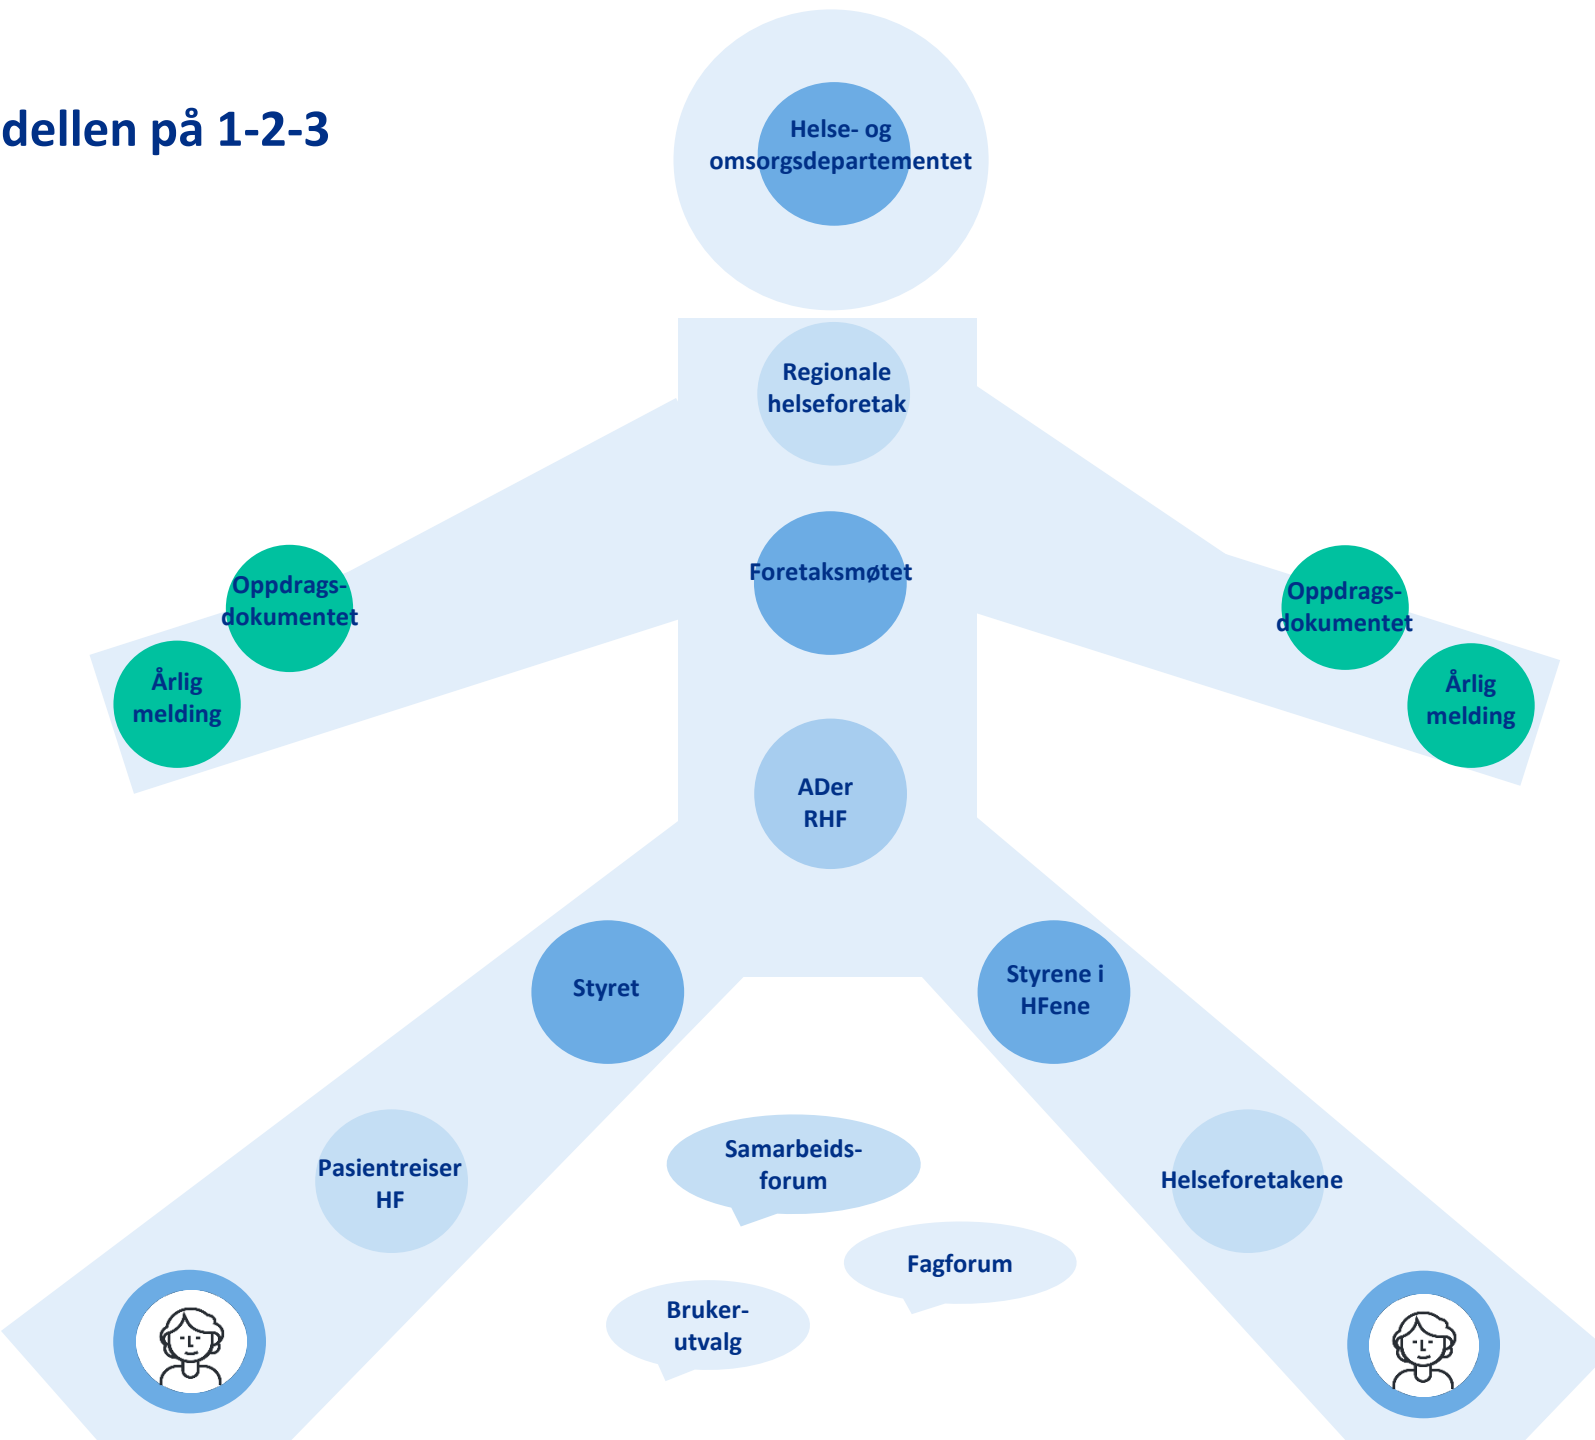 dellen på 1-2-3
Helse- og
omsorgsdepartementet
Regionale
helseforetak
Foretaksmøtet
Oppdrags-
dokumentet
Årlig
melding
Oppdrags-
dokumentet
Årlig
melding
ADer
RHF
Styret
Styrene i
HFene
Pasientreiser
HF
Samarbeids-
forum
Helseforetakene
Fagforum
Bruker-
utvalg